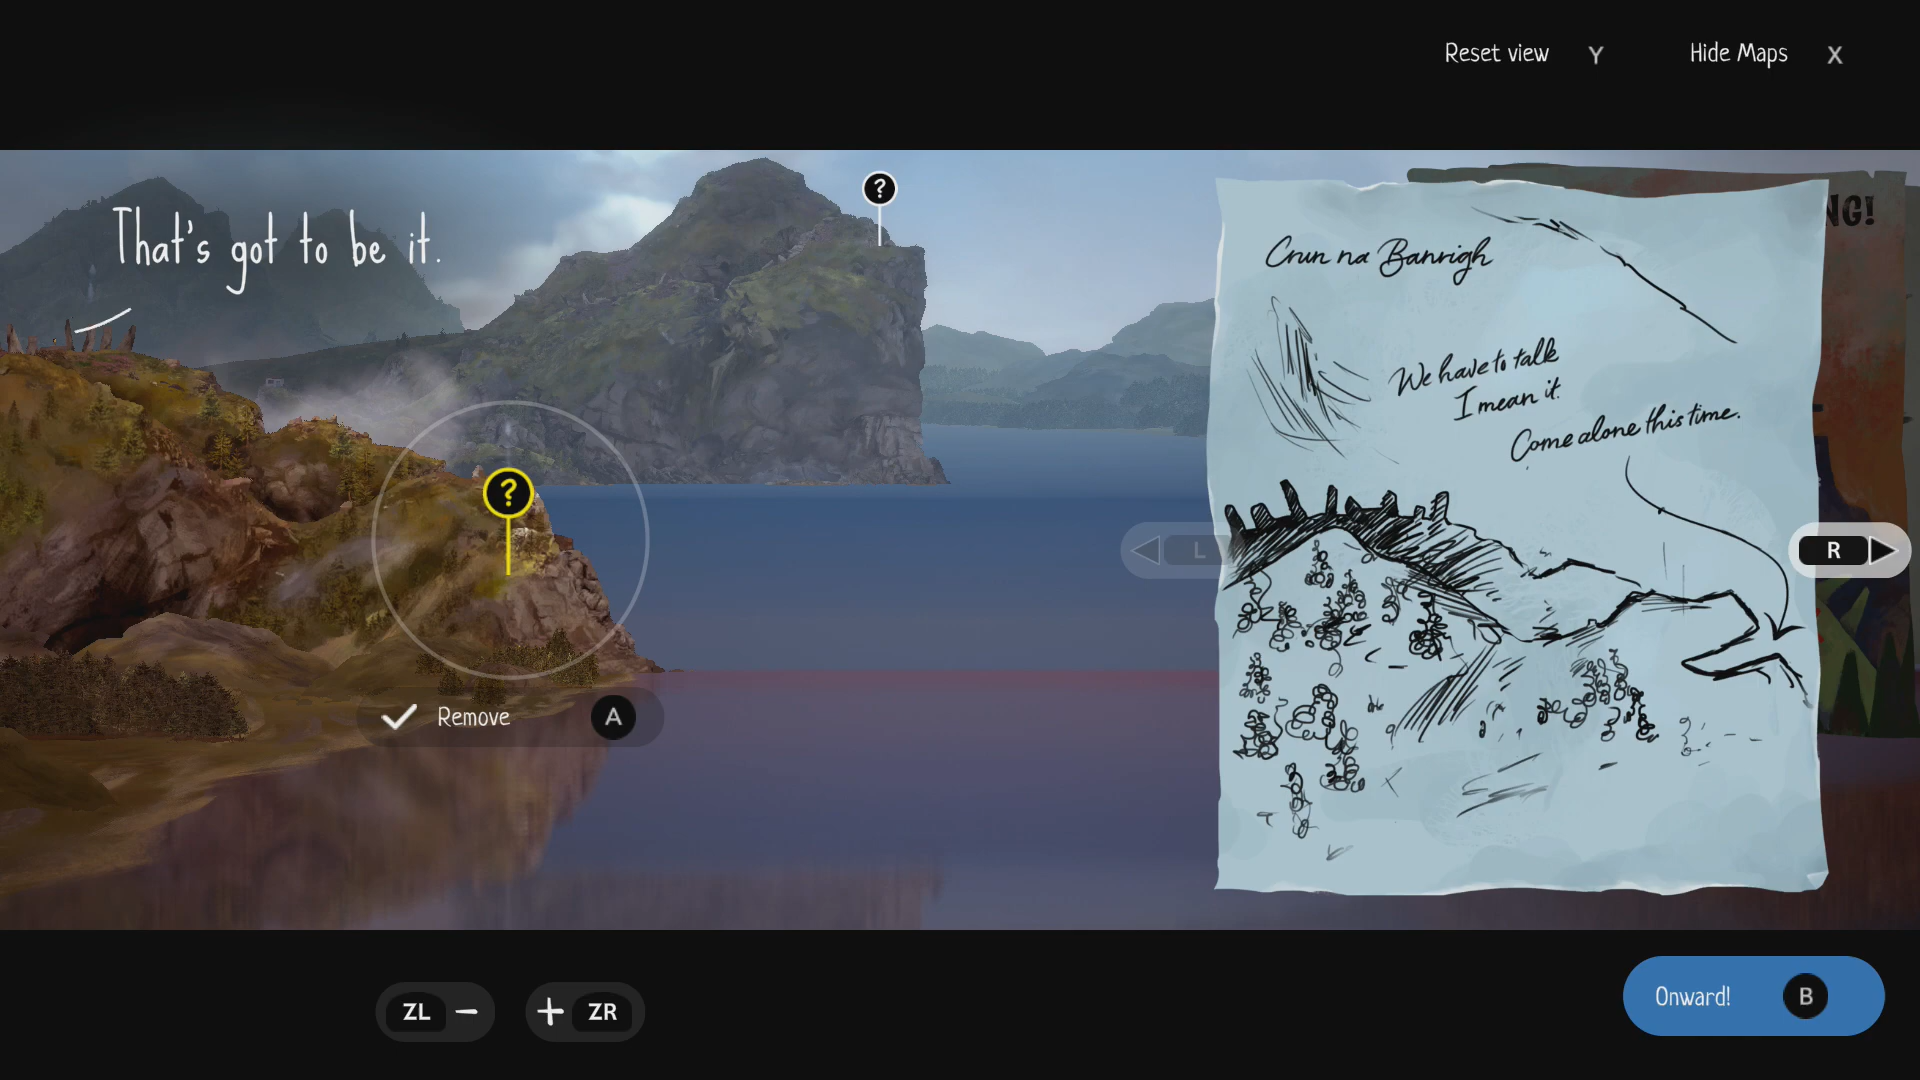 Reset view Y
Hide Maps X
That's got to be it.
?
NG!
Crun na Banrigh
We have to talk
I mean it.
Come alone this time.
?
L
R
Remove A
ZL −
+ ZR
Onward! B